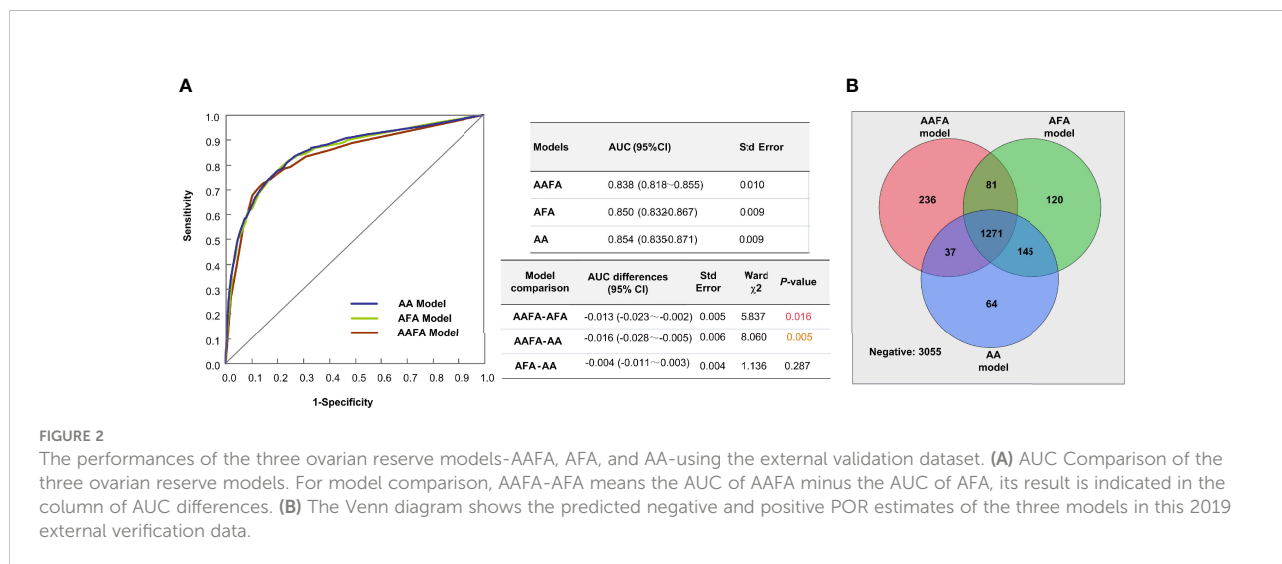 A
B
1.0
0.9
0.8
0.7
0.6
0.5
0.4
0.3
0.2
0.1
0.0
Sensitivity
AA Model
AFA Model
AAFA Model
0.0 0.1 0.2 0.3 0.4 0.5 0.6 0.7 0.8 0.9 1.0
1-Specificity
Models AUC (95%CI) Std Error
AAFA 0.838 (0.818~0.855) 0.010
AFA 0.850 (0.832-0.867) 0.009
AA 0.854 (0.835-0.871) 0.009
Model comparison AUC differences (95% CI) Std Error Ward χ2 P-value
AAFA-AFA -0.013 (-0.023~-0.002) 0.005 5.837 0.016
AAFA-AA -0.016 (-0.028~-0.005) 0.006 8.060 0.005
AFA-AA -0.004 (-0.011~0.003) 0.004 1.136 0.287
AAFA
model
AFA
model
81
236
120
1271
37
145
64
Negative: 3055
AA
model
FIGURE 2
The performances of the three ovarian reserve models-AAFA, AFA, and AA-using the external validation dataset. (A) AUC Comparison of the
three ovarian reserve models. For model comparison, AAFA-AFA means the AUC of AAFA minus the AUC of AFA, its result is indicated in the
column of AUC differences. (B) The Venn diagram shows the predicted negative and positive POR estimates of the three models in this 2019
external verification data.